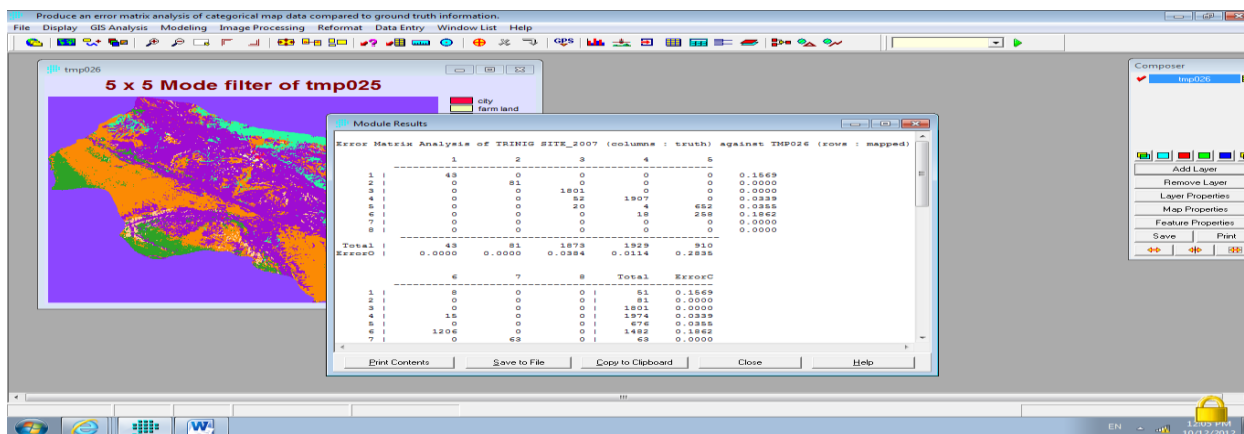 Produce an error matrix analysis of categorical map data compared to ground truth information.
File Display GIS Analysis Modeling Image Processing Reformat Data Entry Window List Help
GPS
tmp026
5 x 5 Mode filter of tmp025
city
farm land
Module Results
Error Matrix Analysis of TRINIG SITE_2007 (columns : truth) against TMP026 (rows : mapped)
1 2 3 4 5
1 | 43 0 0 0 0 0.1569
2 | 0 81 0 0 0 0.0000
3 | 0 0 1801 0 0 0.0000
4 | 0 0 52 1907 0 0.0339
5 | 0 0 20 4 652 0.0355
6 | 0 0 0 18 258 0.1862
7 | 0 0 0 0 0 0.0000
8 | 0 0 0 0 0 0.0000
Total | 43 81 1873 1929 910
ErrorO | 0.0000 0.0000 0.0384 0.0114 0.2835
6 7 8 Total ErrorC
1 | 8 0 0 | 51 0.1569
2 | 0 0 0 | 81 0.0000
3 | 0 0 0 | 1801 0.0000
4 | 15 0 0 | 1974 0.0339
5 | 0 0 0 | 676 0.0355
6 | 1206 0 0 | 1482 0.1862
7 | 0 63 0 | 63 0.0000
Print Contents Save to File Copy to Clipboard Close Help
Composer
tmp026
Add Layer
Remove Layer
Layer Properties
Map Properties
Feature Properties
Save Print
W
EN
12:05 PM
10/12/2012